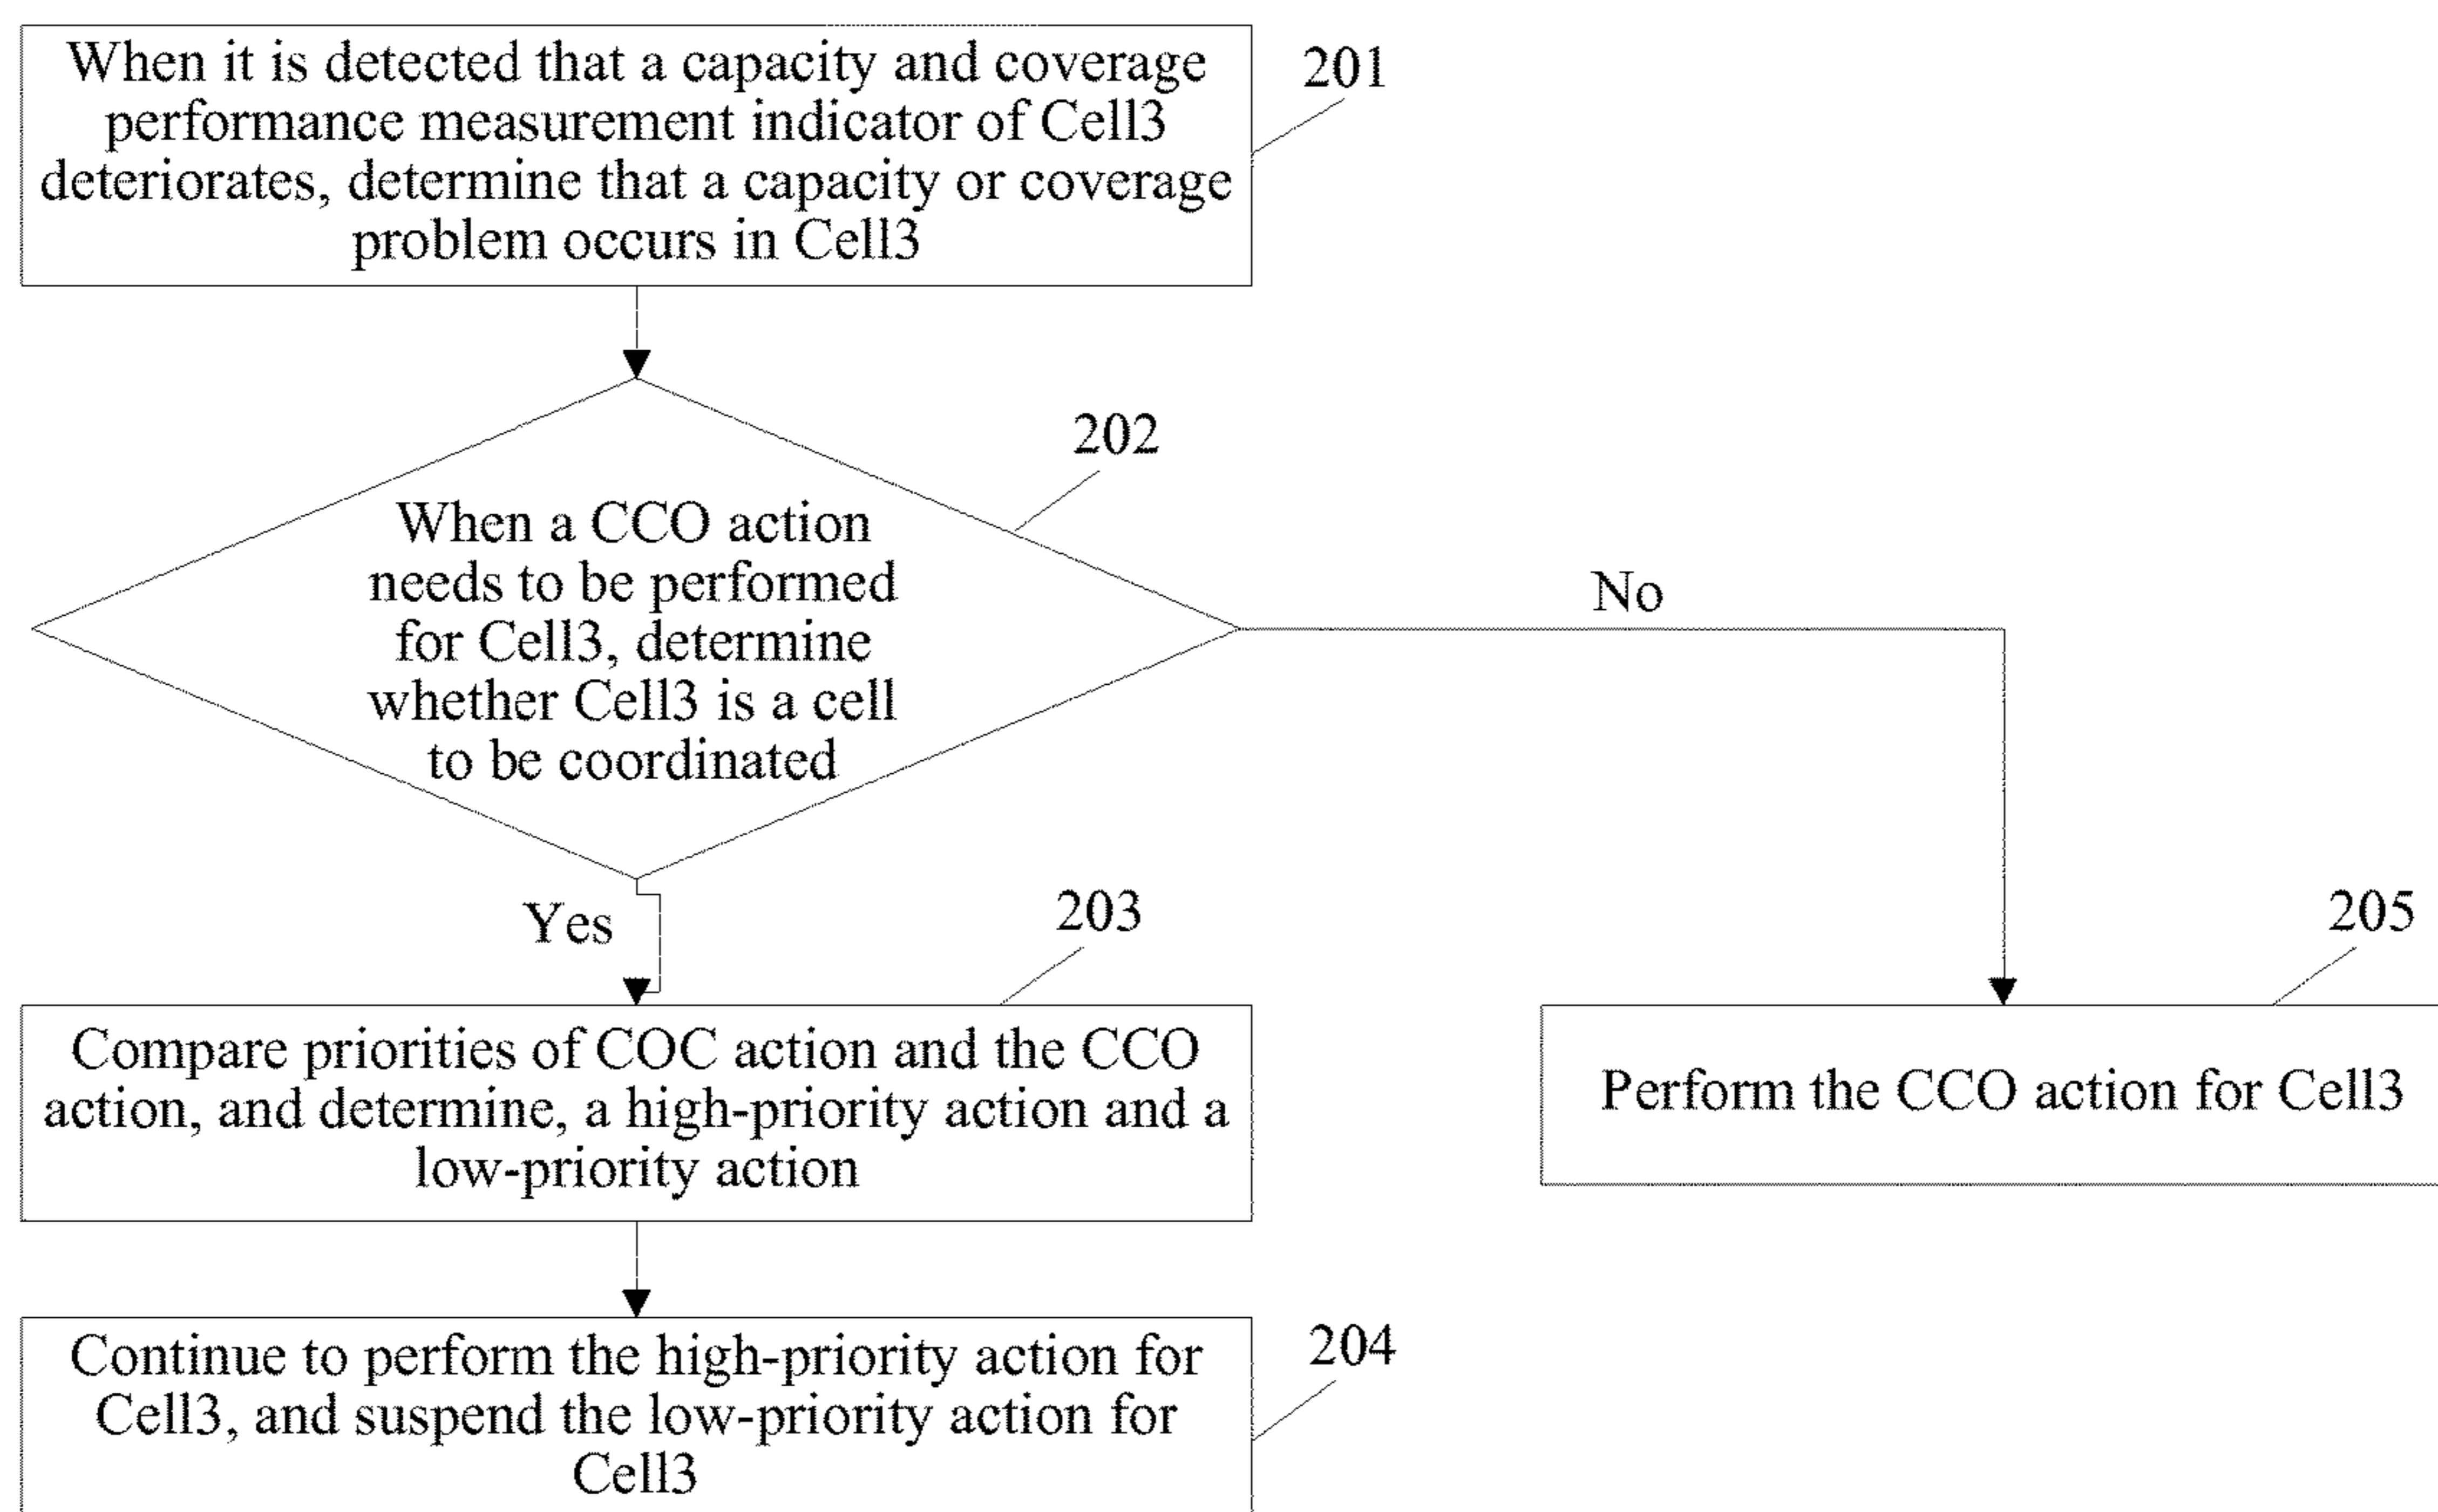 When it is detected that a capacity and coverage
performance measurement indicator of Cell3
deteriorates, determine that a capacity or coverage
problem occurs in Cell3
201
202
When a CCO action
needs to be performed
for Cell3, determine
whether Cell3 is a cell
to be coordinated
No
Yes
203
205
Compare priorities of COC action and the CCO
action, and determine, a high-priority action and a
low-priority action
Perform the CCO action for Cell3
Continue to perform the high-priority action for
Cell3, and suspend the low-priority action for
Cell3
204